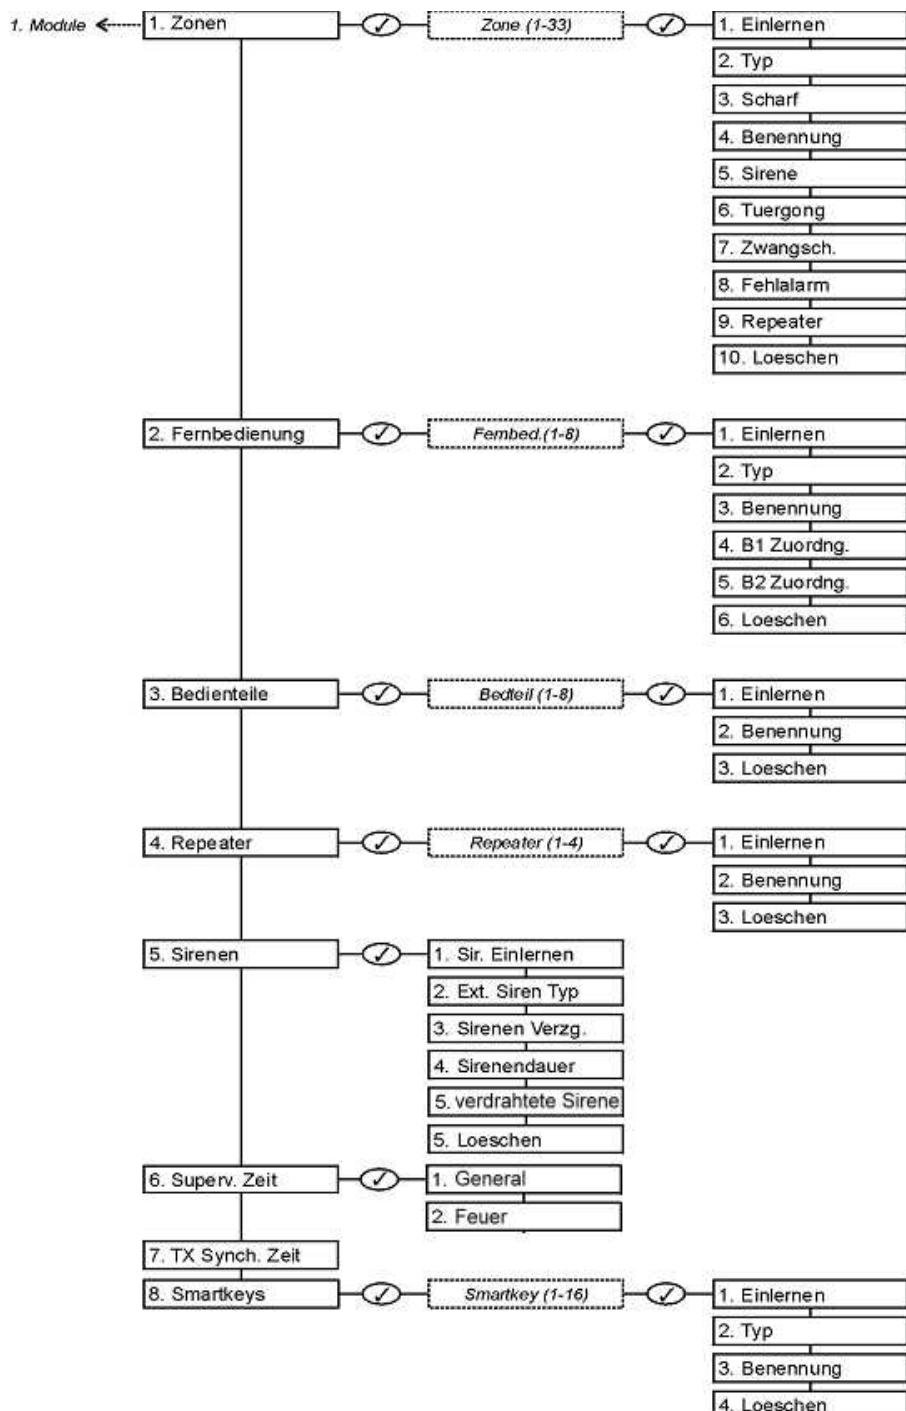 1. Module
1. Zonen
Zone (1-33)
1. Einlernen
2. Typ
3. Scharf
4. Benennung
5. Sirene
6. Tuergong
7. Zwangsch.
8. Fehlalarm
9. Repeater
10. Loeschen
2. Fernbedienung
Fernbed.(1-8)
1. Einlernen
2. Typ
3. Benennung
4. B1 Zuordng.
5. B2 Zuordng.
6. Loeschen
3. Bedienteile
Bedteil (1-8)
1. Einlernen
2. Benennung
3. Loeschen
4. Repeater
Repeater (1-4)
1. Einlernen
2. Benennung
3. Loeschen
5. Sirenen
1. Sir. Einlernen
2. Ext. Siren Typ
3. Sirenen Verzg.
4. Sirenendauer
5. verdrahtete Sirene
5. Loeschen
6. Superv. Zeit
1. General
2. Feuer
7. TX Synch. Zeit
8. Smartkeys
Smartkey (1-16)
1. Einlernen
2. Typ
3. Benennung
4. Loeschen